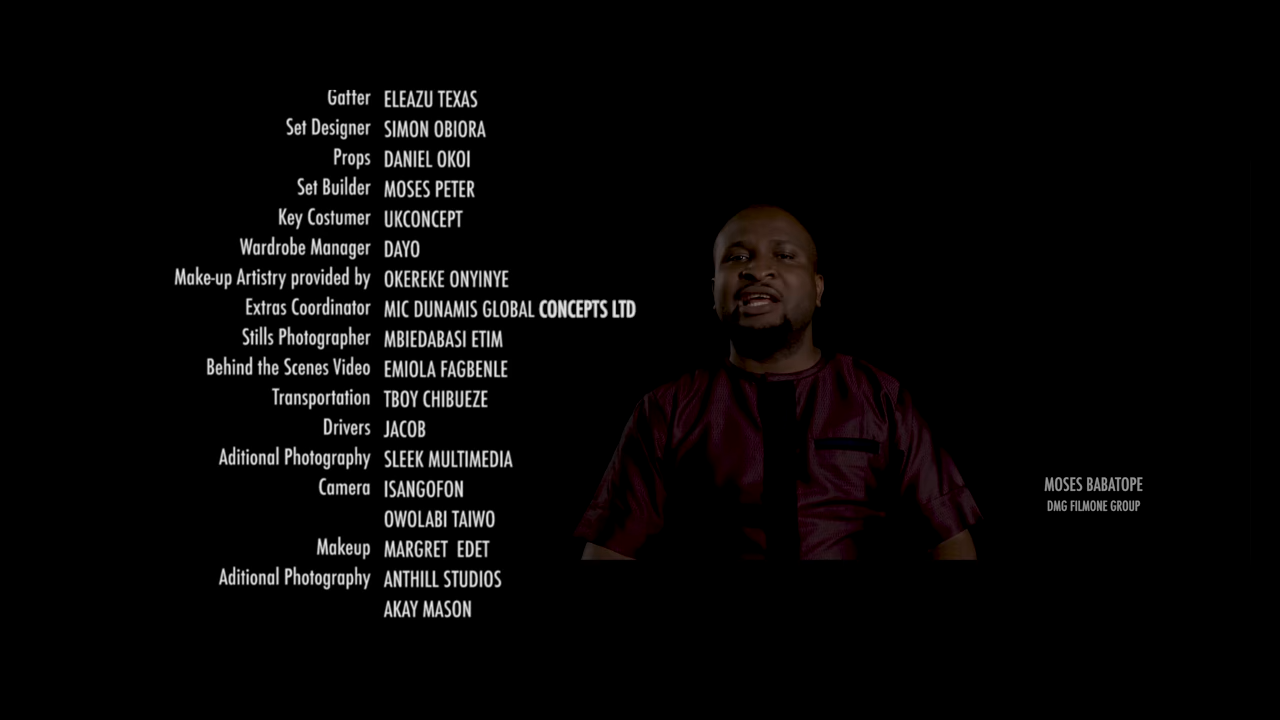 Gaffer ELEAZU TEXAS
Set Designer SIMON OBIORA
Props DANIEL OKOI
Set Builder MOSES PETER
Key Costumer UKCONCEPT
Wardrobe Manager DAYO
Make-up Artistry provided by OKEREKE ONYINYE
Extras Coordinator MIC DUNAMIS GLOBAL CONCEPTS LTD
Stills Photographer MBIEDABASI ETIM
Behind the Scenes Video EMIOLA FAGBENLE
Transportation TBOY CHIBUEZE
Drivers JACOB
Aditional Photography SLEEK MULTIMEDIA
Camera ISANGOFON
OWOLABI TAIWO
Makeup MARGRET EDET
Aditional Photography ANTHILL STUDIOS
AKAY MASON
MOSES BABATOPE
DMG FILMONE GROUP